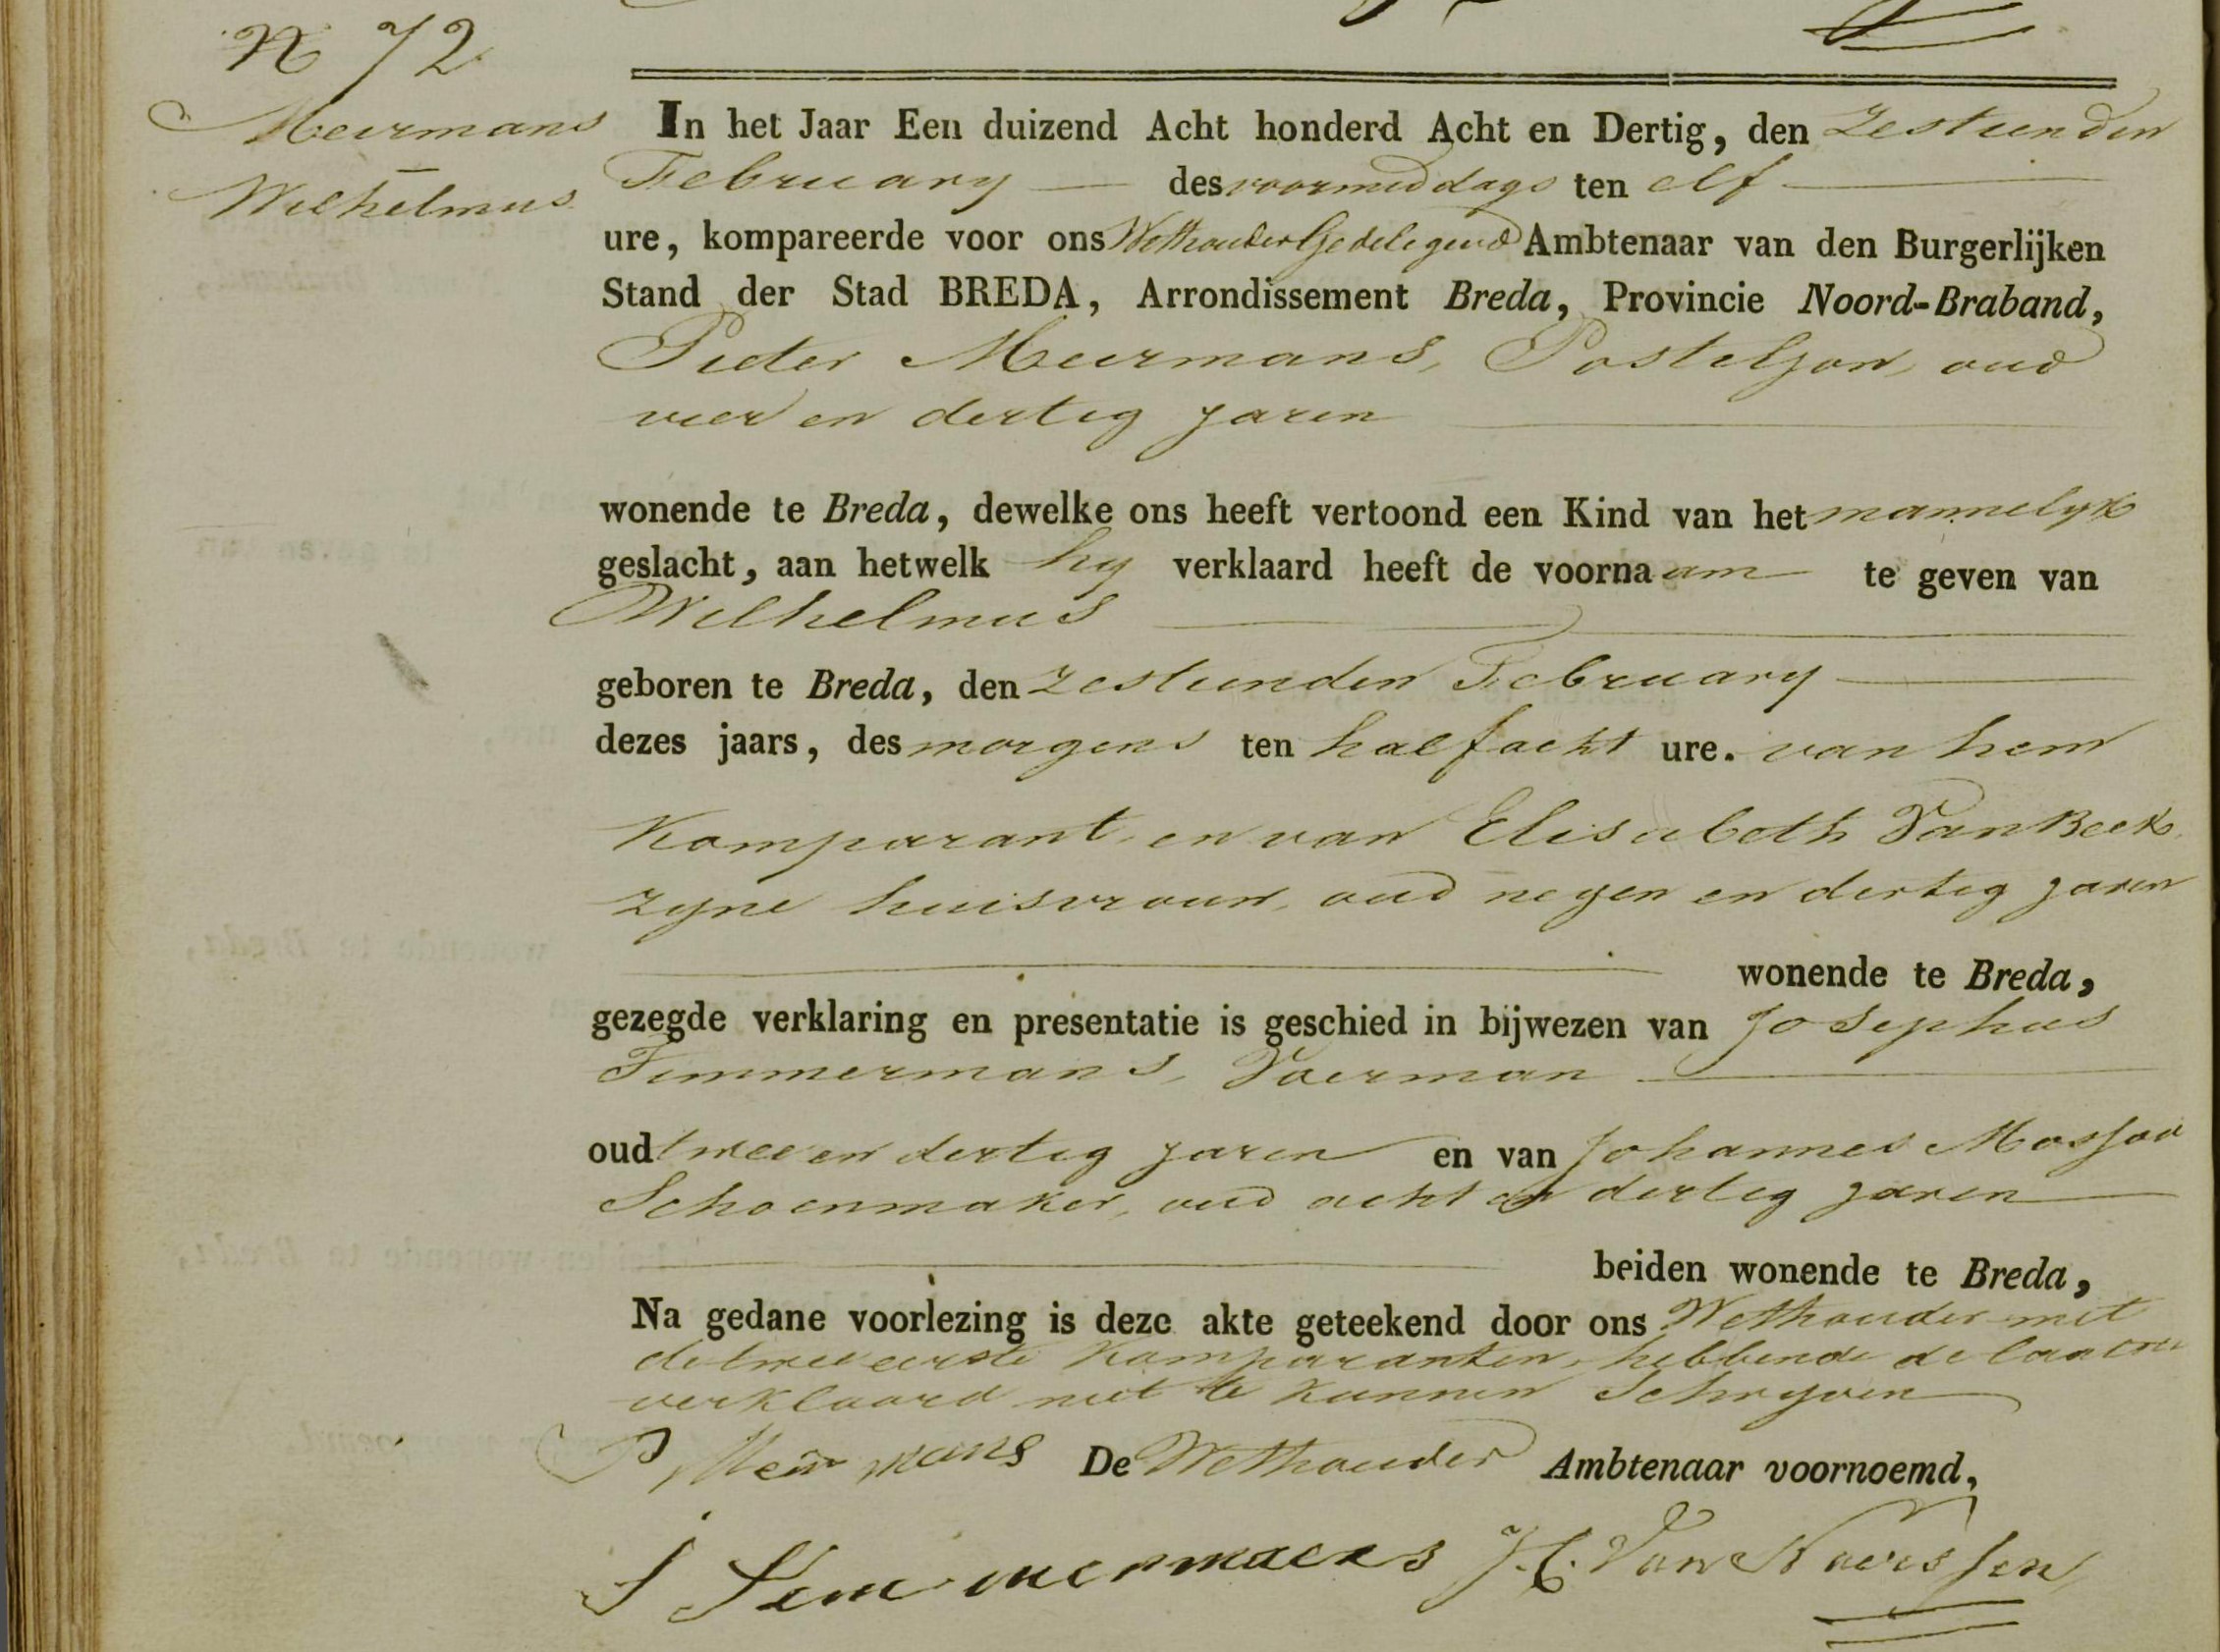 N 72
Meermans
Wilhelmus
In het Jaar Een duizend Acht honderd Acht en Dertig, den Zestienden
February des voormiddags ten elf
ure, kompareerde voor ons Wethouder Gedelegeerd Ambtenaar van den Burgerlijken
Stand der Stad BREDA, Arrondissement Breda, Provincie Noord-Braband,
Pieter Meermans, Posteljon, oud
vier en dertig jaren
wonende te Breda, dewelke ons heeft vertoond een Kind van het mannelyk
geslacht, aan hetwelk hy verklaard heeft de voornaam te geven van
Wilhelmus
geboren te Breda, den zestienden February
dezes jaars, des morgens ten half acht ure. van hem
Komparant en van Elisabeth Van Beek
zyne huisvrouw, oud negen en dertig jaren
wonende te Breda,
gezegde verklaring en presentatie is geschied in bijwezen van Josephus
Timmermans, Voerman
oud twee en dertig jaren en van Johannes
Schoenmaker, oud acht en dertig jaren
beiden wonende te Breda,
Na gedane voorlezing is deze akte geteekend door ons Wethouder met
de twee eerste Komparanten, hebbende de laatste
verklaard niet te kunnen Schryven
P Meermans De Wethouder Ambtenaar voornoemd,
J